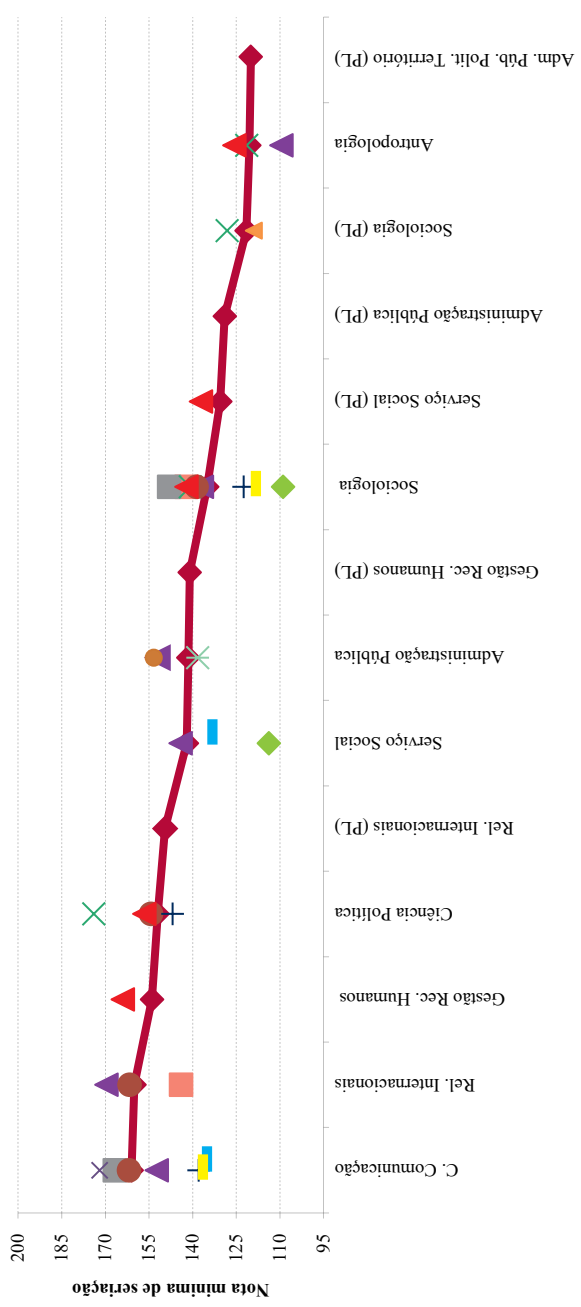 Nota minima de seriação
200
185
170
155
140
125
110
95
C. Comunicação
Rel. Internacionais
Gestão Rec. Humanos
Ciência Política
Rel. Internacionais (PL)
Serviço Social
Administração Pública
Gestão Rec. Humanos (PL)
Sociologia
Serviço Social (PL)
Administração Pública (PL)
Sociologia (PL)
Antropologia
Adm. Púb. Polit. Território (PL)